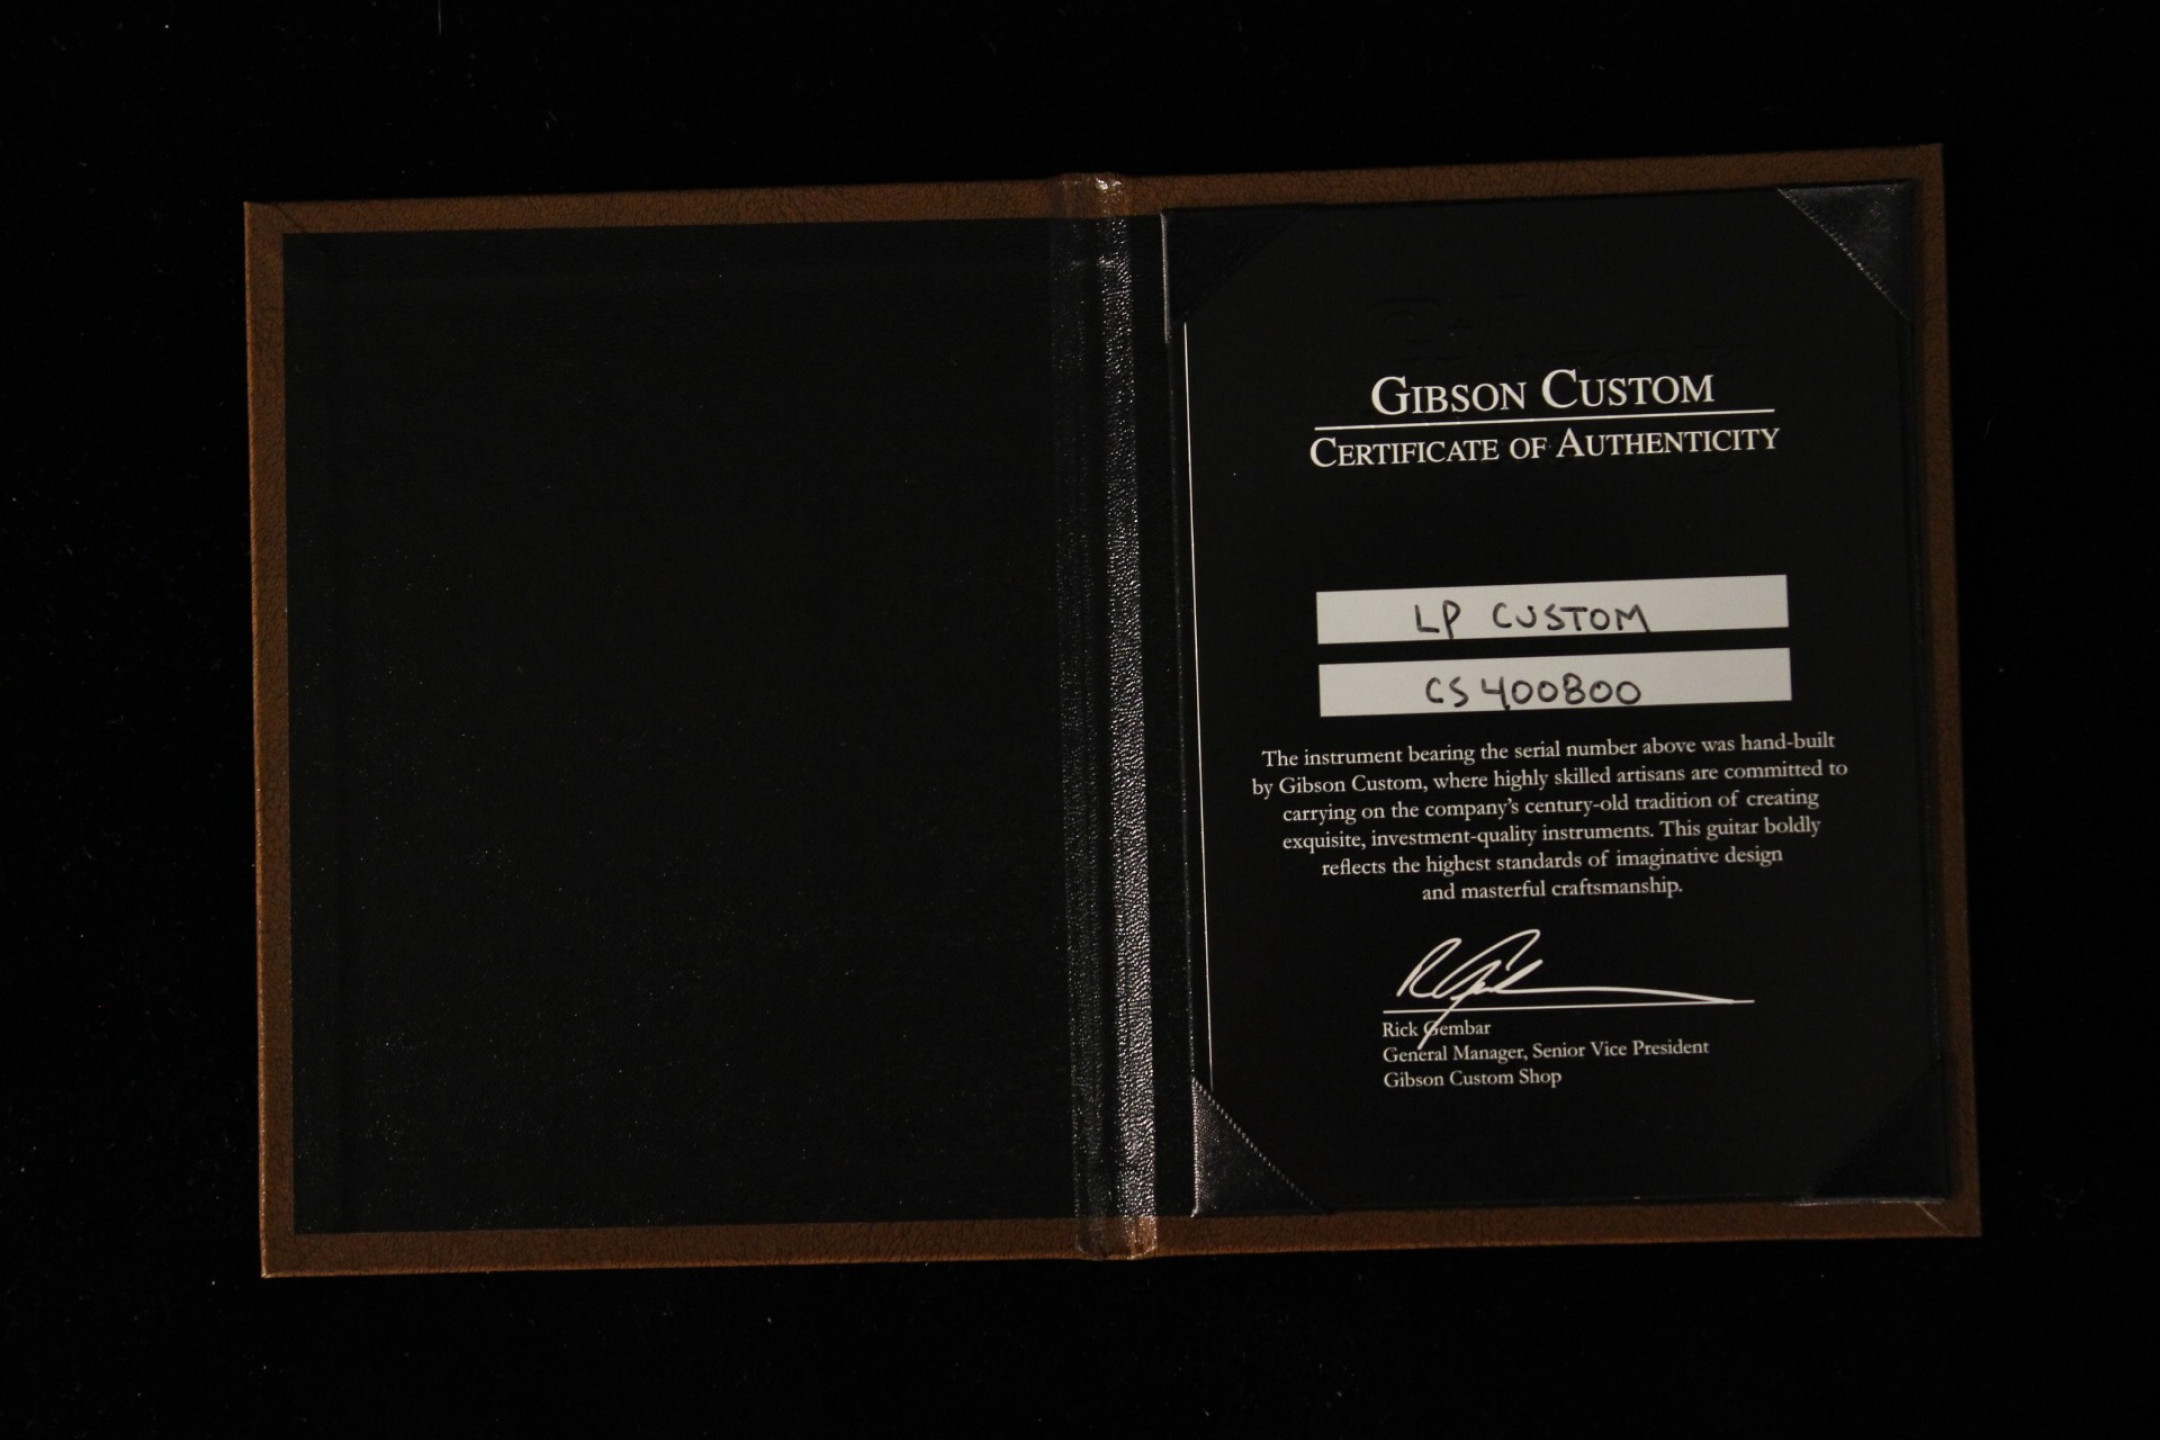 GIBSON CUSTOM
CERTIFICATE OF AUTHENTICITY
LP CUSTOM
CS400800
The instrument bearing the serial number above was hand-built
by Gibson Custom, where highly skilled artisans are committed to
carrying on the company's century-old tradition of creating
exquisite, investment-quality instruments. This guitar boldly
reflects the highest standards of imaginative design
and masterful craftsmanship.
Rick Gembar
General Manager, Senior Vice President
Gibson Custom Shop